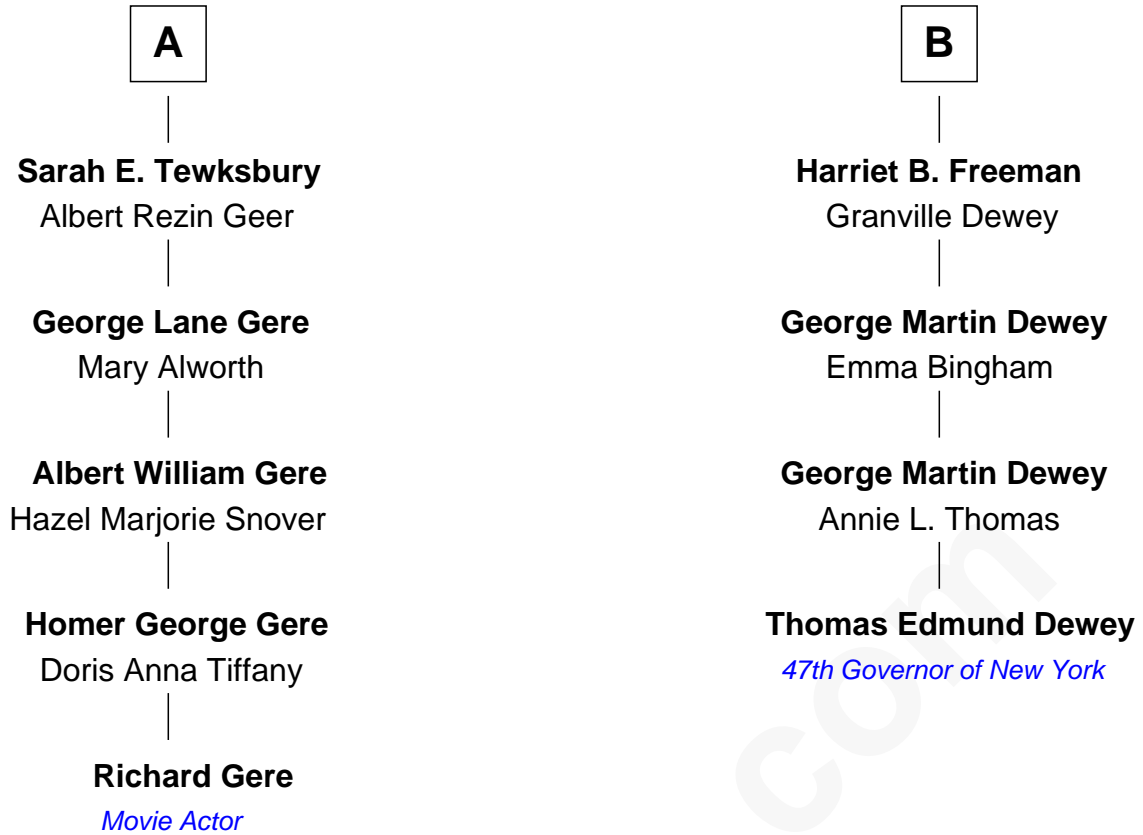 A
Sarah E. Tewksbury
Albert Rezin Geer
George Lane Gere
Mary Alworth
Albert William Gere
Hazel Marjorie Snover
Homer George Gere
Doris Anna Tiffany
Richard Gere
Movie Actor
B
Harriet B. Freeman
Granville Dewey
George Martin Dewey
Emma Bingham
George Martin Dewey
Annie L. Thomas
Thomas Edmund Dewey
47th Governor of New York
com